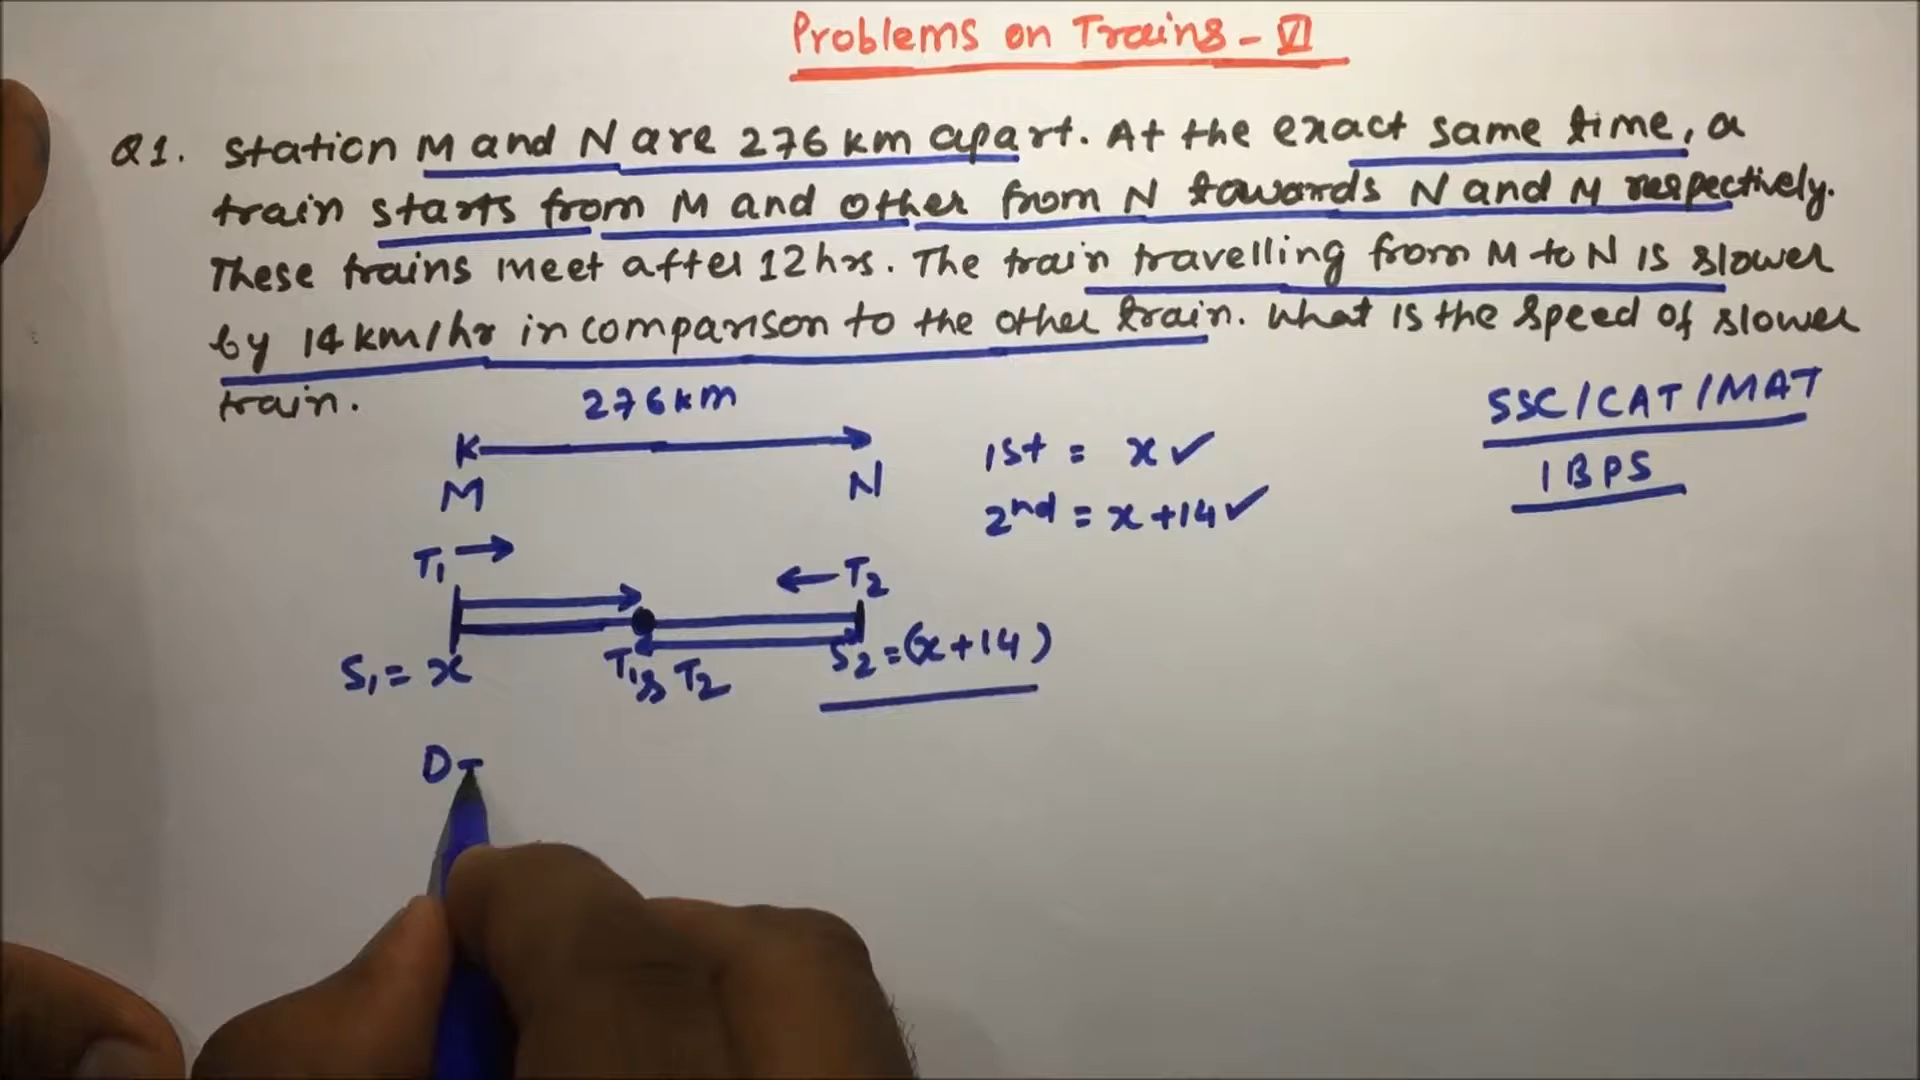 Problems on Trains - VI
Q1. Station M and N are 276 km apart. At the exact same time, a
train starts from M and other from N towards N and M respectively.
These trains meet after 12 hrs. The train travelling from M to N is slower
by 14 km/hr in comparison to the other train. What is the speed of slower
train.
276 km
SSC/CAT/MAT
IBPS
M N
1st = x ✓
2nd = x + 14 ✓
T1 → ← T2
S1 = x T1 & T2 S2 = (x + 14)
D